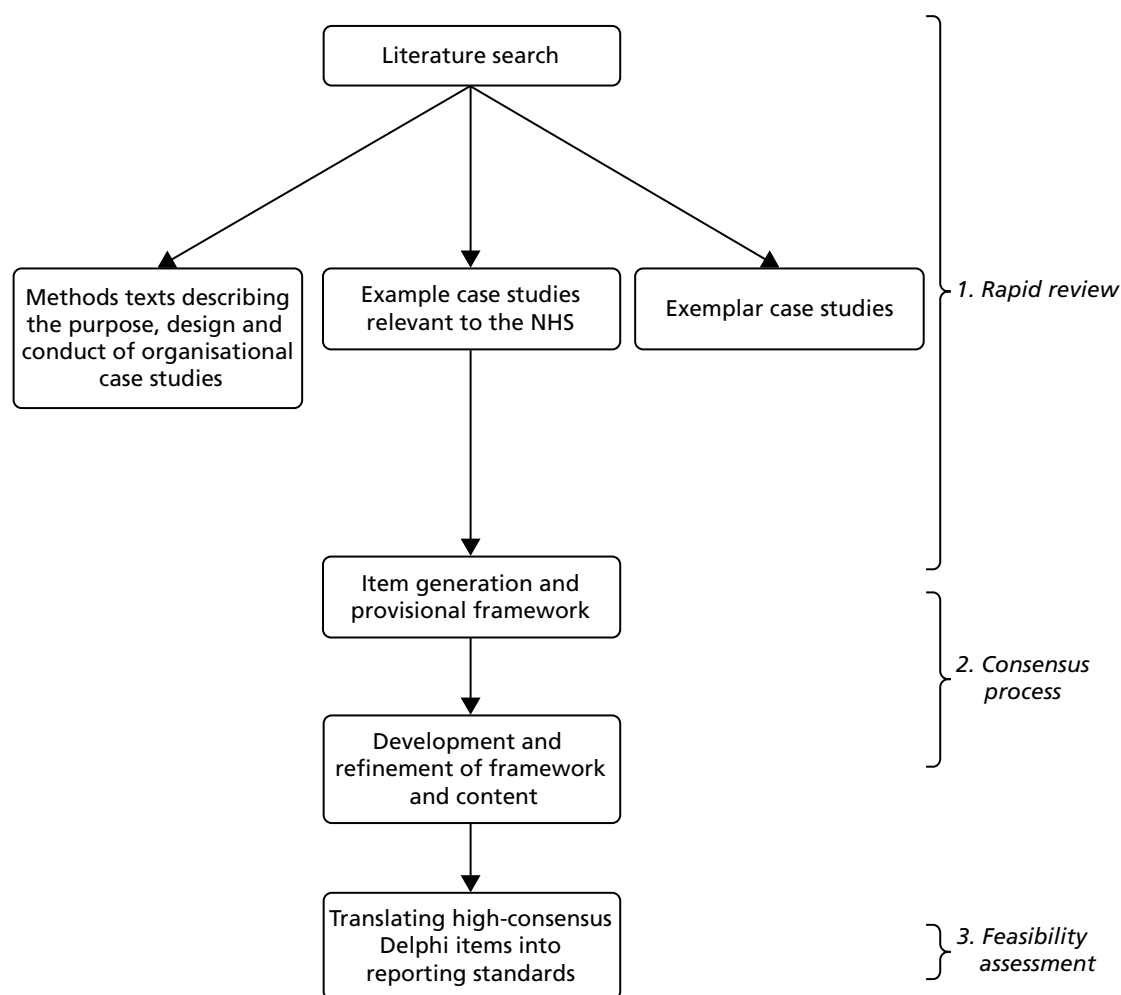 Literature search
Methods texts describing
the purpose, design and
conduct of organisational
case studies
Example case studies
relevant to the NHS
Exemplar case studies
1. Rapid review
Item generation and
provisional framework
2. Consensus
process
Development and
refinement of framework
and content
Translating high-consensus
Delphi items into
reporting standards
3. Feasibility
assessment